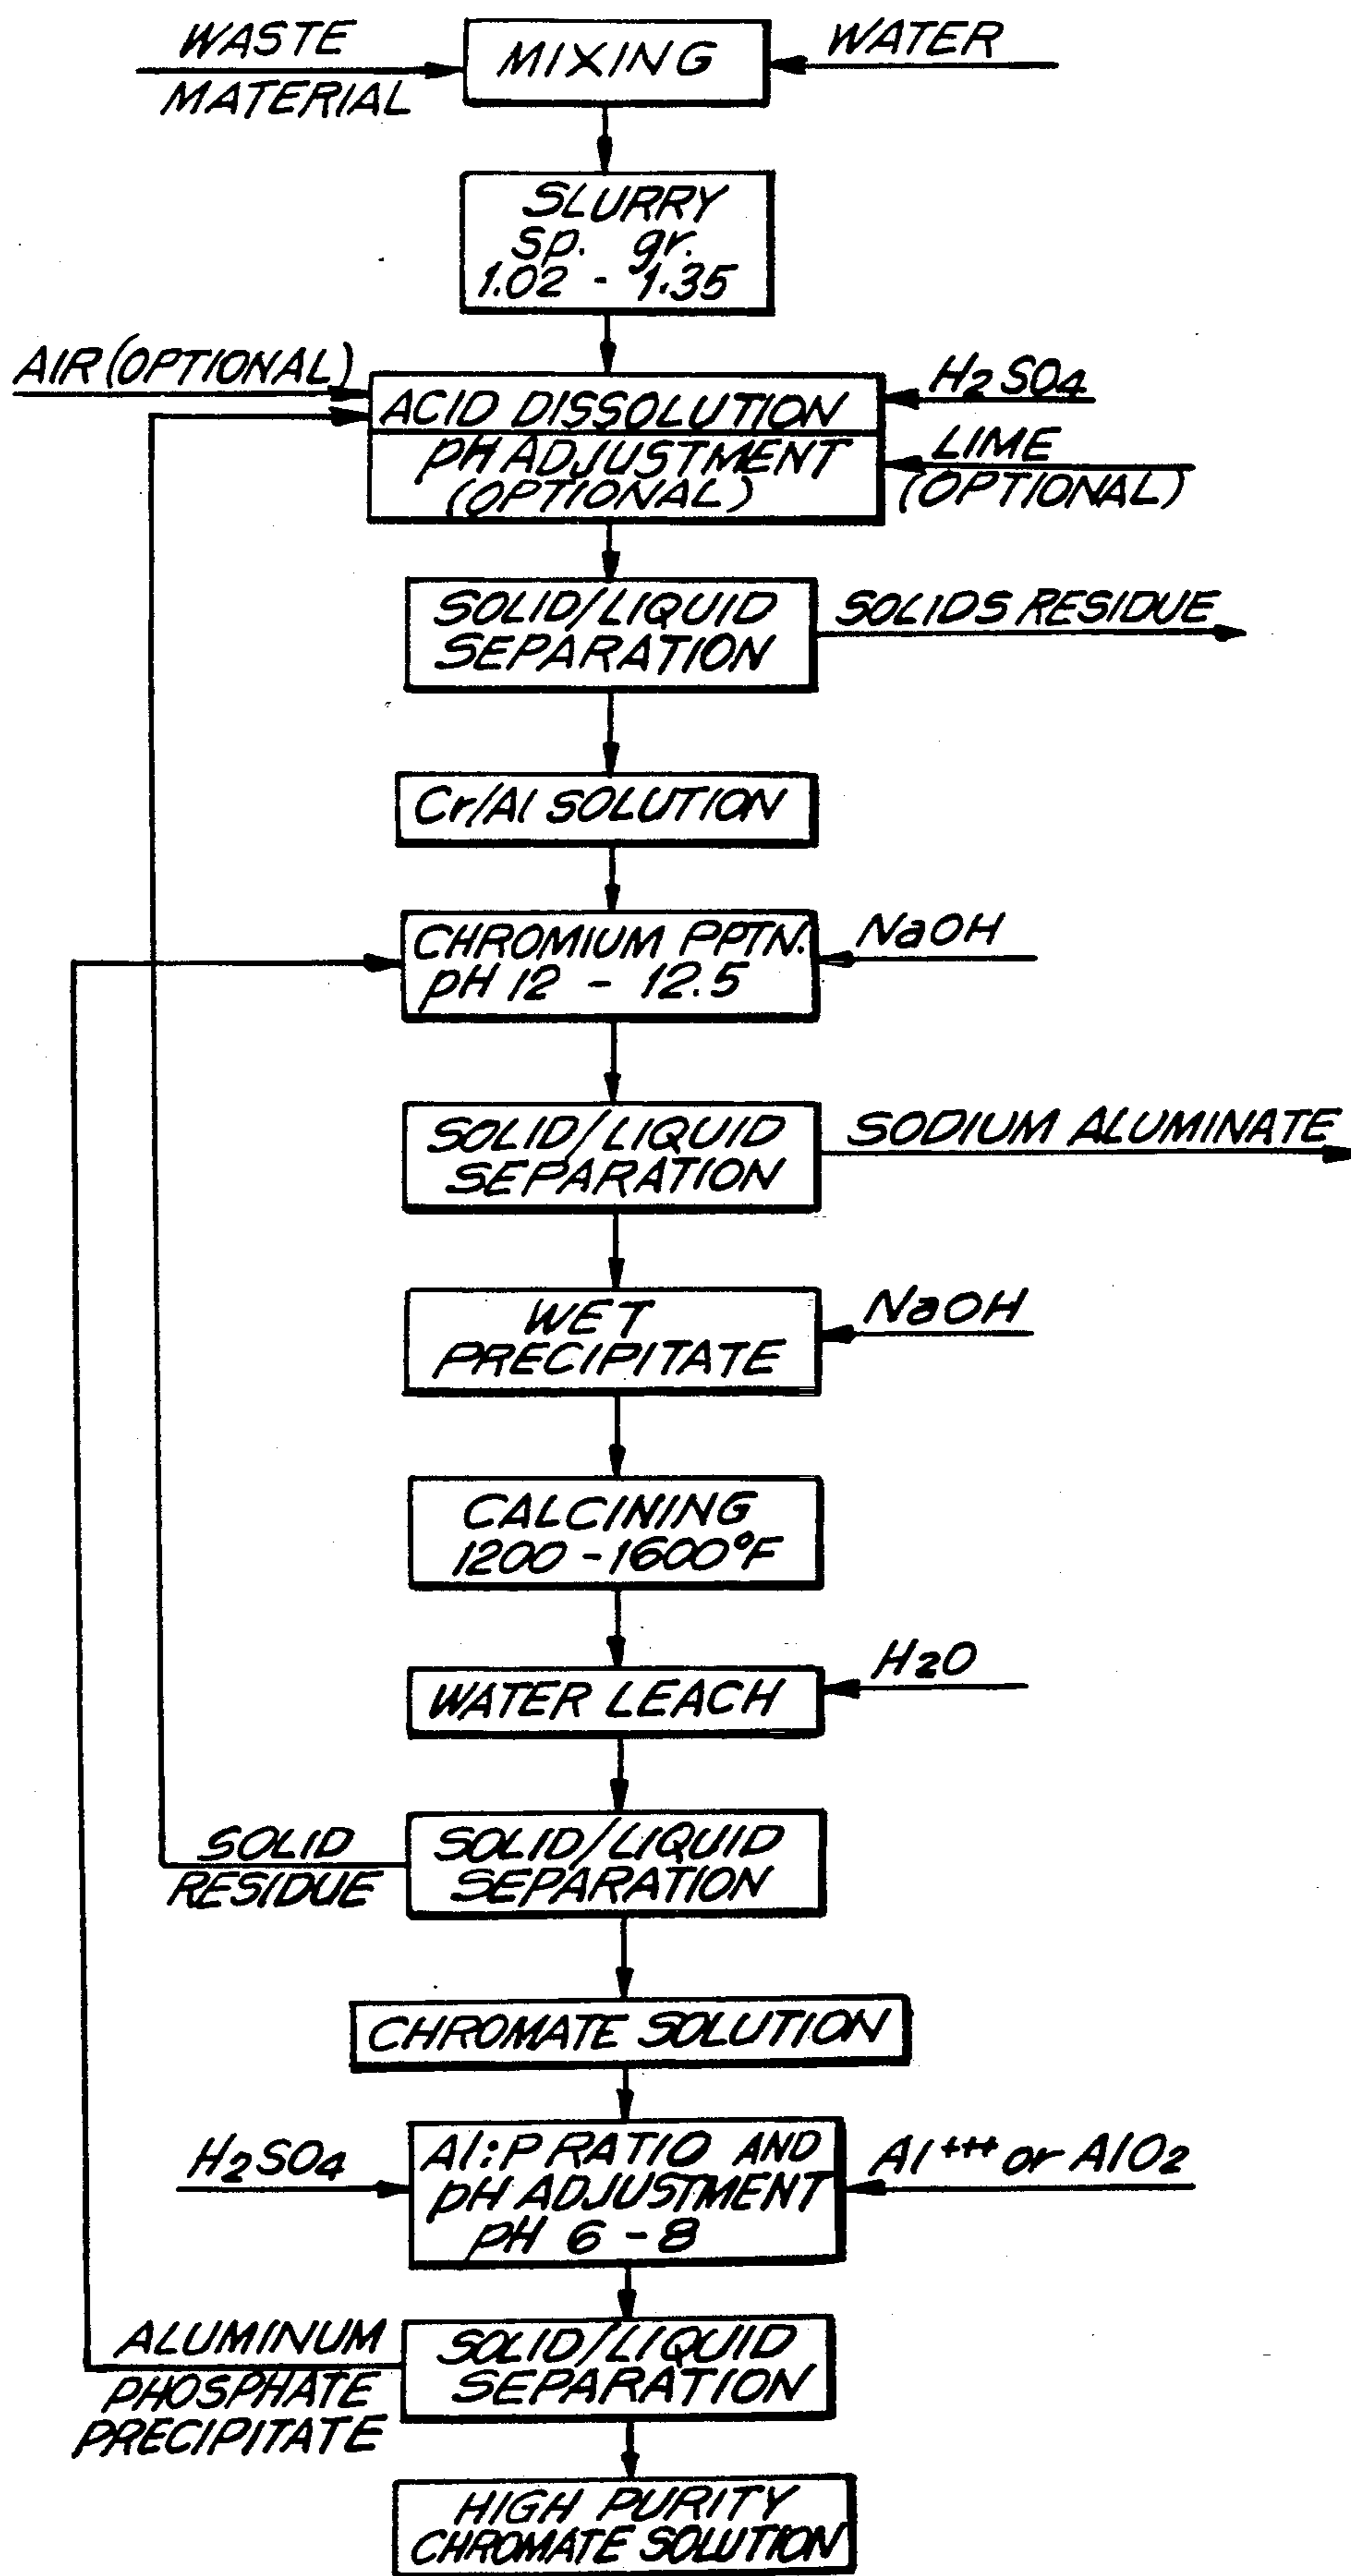 WASTE
MATERIAL
MIXING
WATER
SLURRY
sp. gr.
1.02 - 1.35
AIR (OPTIONAL)
ACID DISSOLUTION
H2SO4
pH ADJUSTMENT
(OPTIONAL)
LIME
(OPTIONAL)
SOLID/LIQUID
SEPARATION
SOLIDS RESIDUE
Cr/Al SOLUTION
CHROMIUM PPTN.
pH 12 - 12.5
NaOH
SOLID/LIQUID
SEPARATION
SODIUM ALUMINATE
WET
PRECIPITATE
NaOH
CALCINING
1200 - 1600°F
WATER LEACH
H2O
SOLID
RESIDUE
SOLID/LIQUID
SEPARATION
CHROMATE SOLUTION
H2SO4
Al:P RATIO AND
pH ADJUSTMENT
pH 6 - 8
Al+++ or AlO2
ALUMINUM
PHOSPHATE
PRECIPITATE
SOLID/LIQUID
SEPARATION
HIGH PURITY
CHROMATE SOLUTION